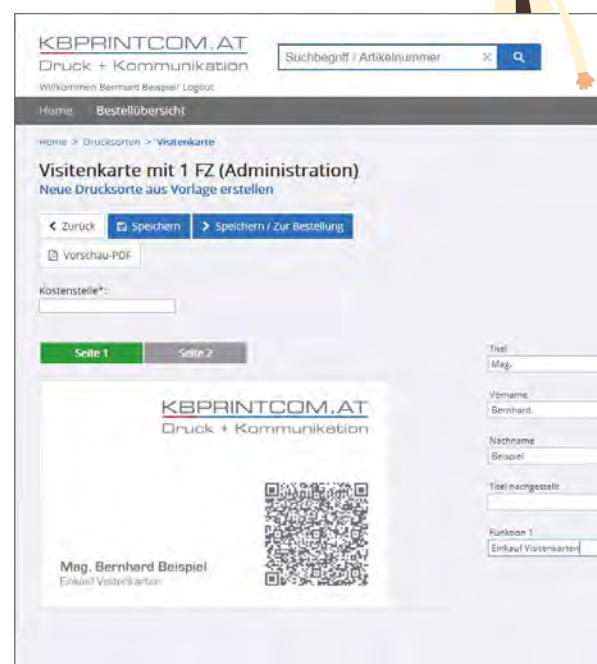 KBPRINTCOM.AT
Druck + Kommunikation
Suchbegriff / Artikelnummer
Willkommen Bernhard Beispiel! Logout
Home Bestellübersicht
Home > Drucksorten > Visitenkarte
Visitenkarte mit 1 FZ (Administration)
Neue Drucksorte aus Vorlage erstellen
Zurück Speichern Speichern / Zur Bestellung
Vorschau-PDF
Kostenstelle*:
Seite 1 Seite 2
KBPRINTCOM.AT
Druck + Kommunikation
Mag. Bernhard Beispiel
Einkauf Visitenkarten
Titel
Mag.
Vorname
Bernhard
Nachname
Beispiel
Titel nachgestellt
Funktion 1
Einkauf Visitenkarten